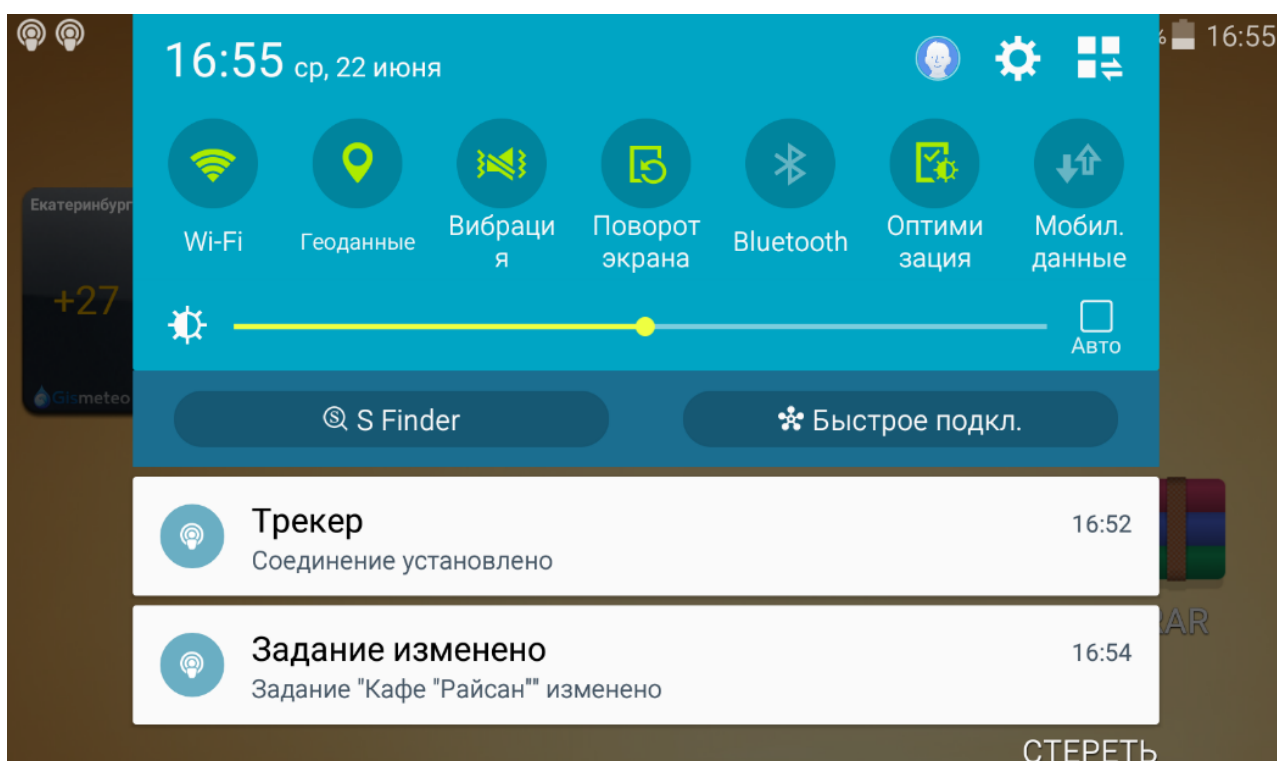 16:55 ср, 22 июня
% 16:55
Екатеринбург
+27
Gismeteo
Wi-Fi
Геоданные
Вибраци
я
Поворот
экрана
Bluetooth
Оптими
зация
Мобил.
данные
Авто
S Finder
Быстрое подкл.
Трекер
16:52
Соединение установлено
Задание изменено
16:54
Задание "Кафе "Райсан"" изменено
AR
СТЕРЕТЬ